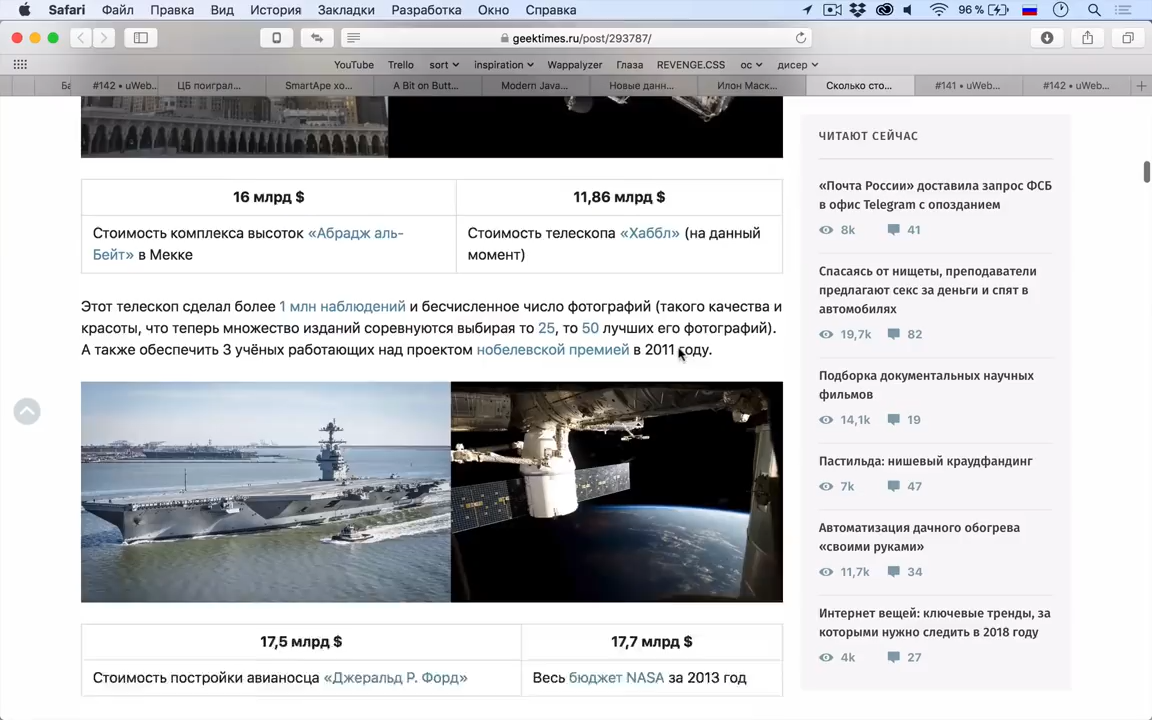 Safari Файл Правка Вид История Закладки Разработка Окно Справка 96 %
geektimes.ru/post/293787/
YouTube Trello sort inspiration Wappalyzer Глаза REVENGE.CSS ос дисер
Ба #142 • uWeb... ЦБ поиграл... SmartApe хо... A Bit on Butt... Modern Java... Новые данн... Илон Маск... Сколько сто... #141 • uWeb... #142 • uWeb...
16 млрд $ 11,86 млрд $
Стоимость комплекса высоток «Абрадж аль-
Бейт» в Мекке
Стоимость телескопа «Хаббл» (на данный
момент)
Этот телескоп сделал более 1 млн наблюдений и бесчисленное число фотографий (такого качества и
красоты, что теперь множество изданий соревнуются выбирая то 25, то 50 лучших его фотографий).
А также обеспечить 3 учёных работающих над проектом нобелевской премией в 2011 году.
17,5 млрд $ 17,7 млрд $
Стоимость постройки авианосца «Джеральд Р. Форд» Весь бюджет NASA за 2013 год
ЧИТАЮТ СЕЙЧАС
«Почта России» доставила запрос ФСБ
в офис Telegram с опозданием
8k 41
Спасаясь от нищеты, преподаватели
предлагают секс за деньги и спят в
автомобилях
19,7k 82
Подборка документальных научных
фильмов
14,1k 19
Пастильда: нишевый краудфандинг
7k 47
Автоматизация дачного обогрева
«своими руками»
11,7k 34
Интернет вещей: ключевые тренды, за
которыми нужно следить в 2018 году
4k 27